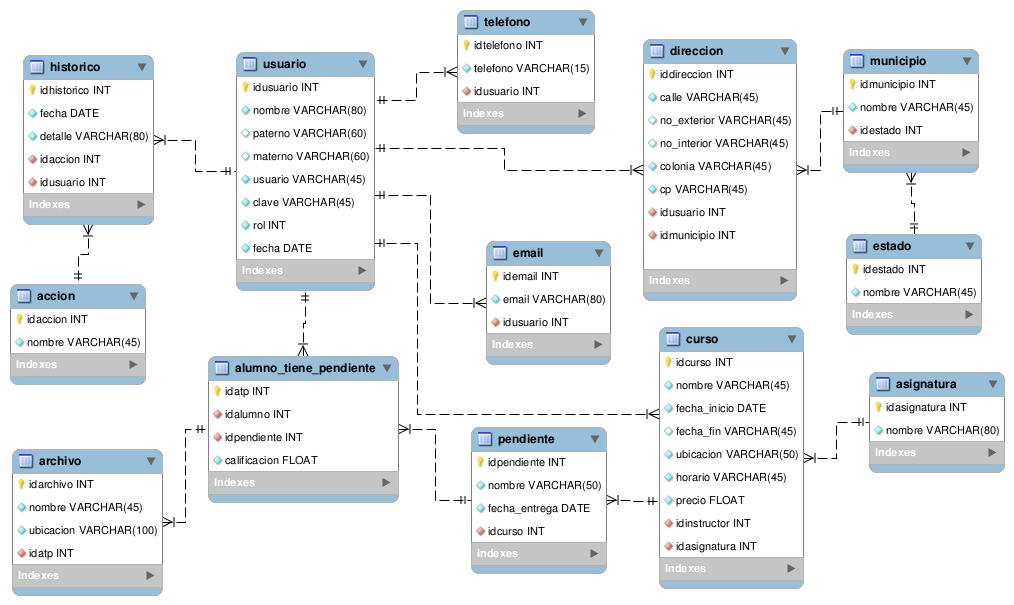 historico
idhistorico INT
fecha DATE
detalle VARCHAR(80)
idaccion INT
idusuario INT
Indexes
accion
idaccion INT
nombre VARCHAR(45)
Indexes
archivo
idarchivo INT
nombre VARCHAR(45)
ubicacion VARCHAR(100)
idatp INT
Indexes
usuario
idusuario INT
nombre VARCHAR(80)
paterno VARCHAR(60)
materno VARCHAR(60)
usuario VARCHAR(45)
clave VARCHAR(45)
rol INT
fecha DATE
Indexes
alumno_tiene_pendiente
idatp INT
idalumno INT
idpendiente INT
calificacion FLOAT
Indexes
telefono
idtelefono INT
telefono VARCHAR(15)
idusuario INT
Indexes
email
idemail INT
email VARCHAR(80)
idusuario INT
Indexes
pendiente
idpendiente INT
nombre VARCHAR(50)
fecha_entrega DATE
idcurso INT
Indexes
direccion
iddireccion INT
calle VARCHAR(45)
no_exterior VARCHAR(45)
no_interior VARCHAR(45)
colonia VARCHAR(45)
cp VARCHAR(45)
idusuario INT
idmunicipio INT
Indexes
curso
idcurso INT
nombre VARCHAR(45)
fecha_inicio DATE
fecha_fin VARCHAR(45)
ubicacion VARCHAR(50)
horario VARCHAR(45)
precio FLOAT
idinstructor INT
idasignatura INT
Indexes
municipio
idmunicipio INT
nombre VARCHAR(45)
idestado INT
Indexes
estado
idestado INT
nombre VARCHAR(45)
Indexes
asignatura
idasignatura INT
nombre VARCHAR(80)
Indexes